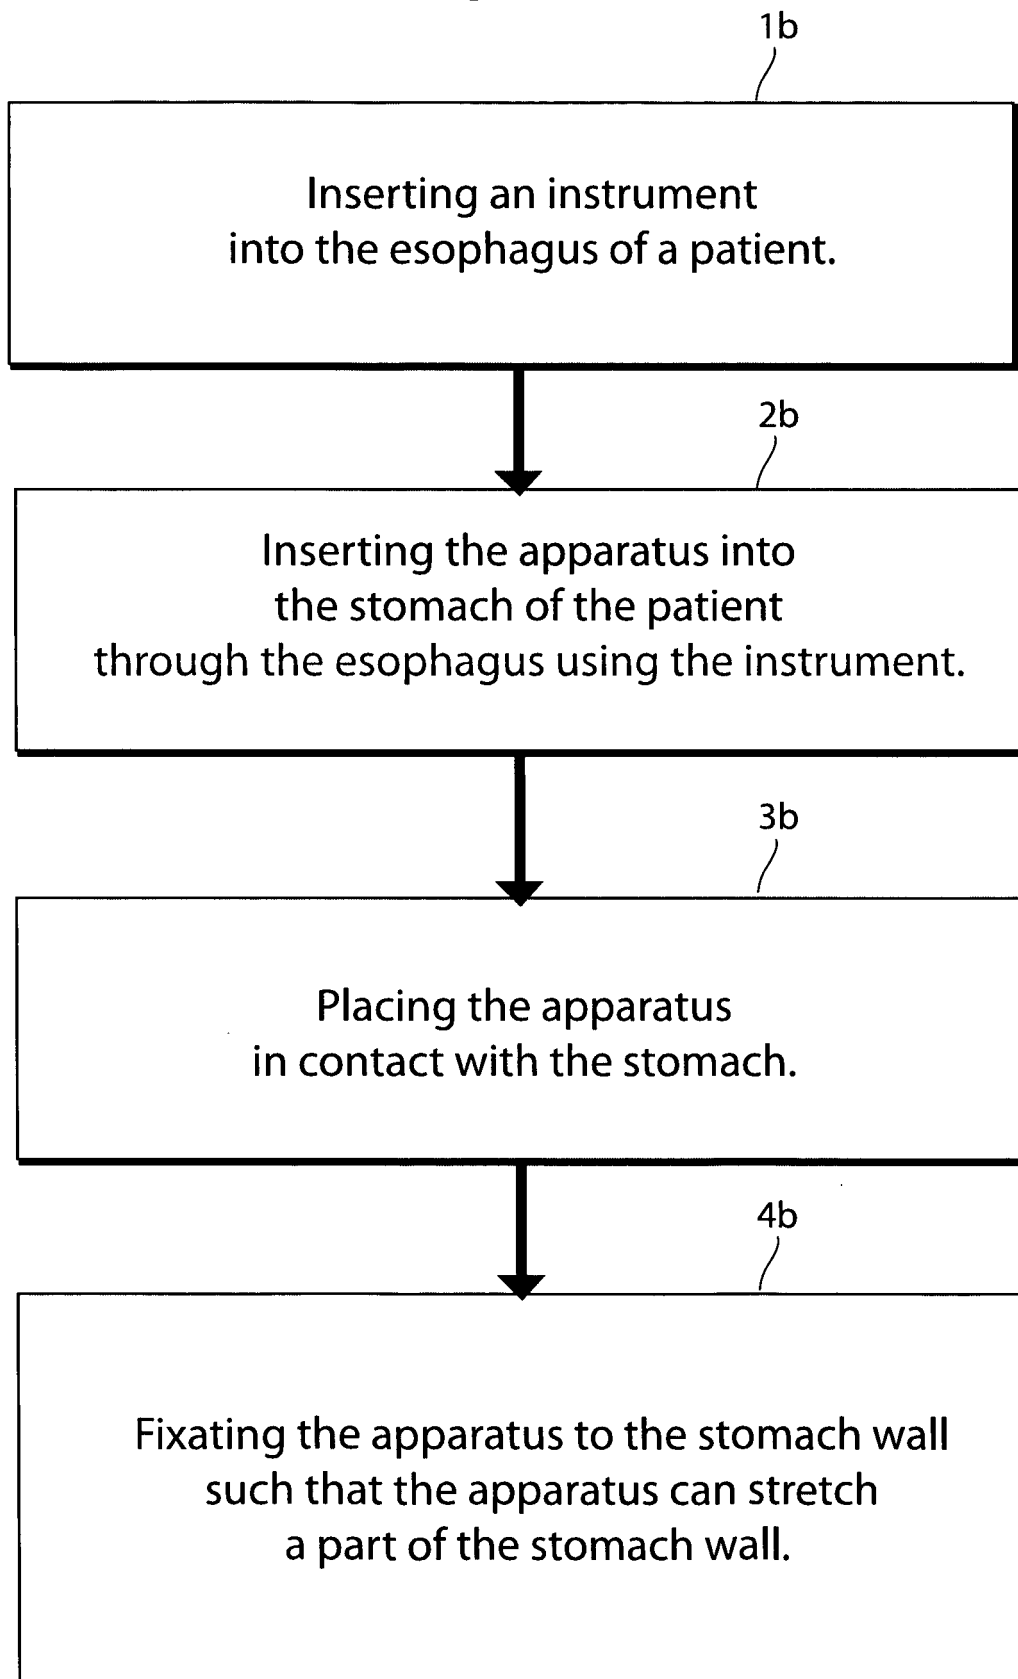 1b
Inserting an instrument
into the esophagus of a patient.
2b
Inserting the apparatus into
the stomach of the patient
through the esophagus using the instrument.
3b
Placing the apparatus
in contact with the stomach.
4b
Fixating the apparatus to the stomach wall
such that the apparatus can stretch
a part of the stomach wall.